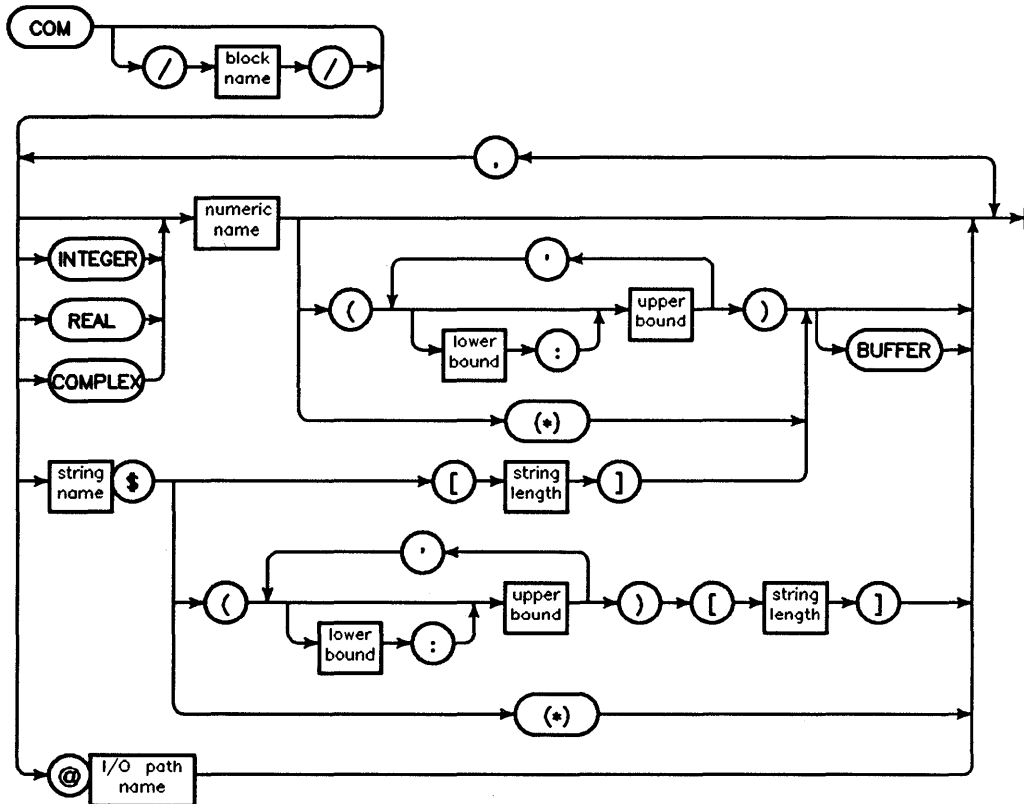 COM
/ block name /
,
numeric name
INTEGER
,
REAL
( lower bound : upper bound )
COMPLEX
BUFFER
(*)
string name $ [ string length ]
,
( lower bound : upper bound ) [ string length ]
(*)
@ I/O path name